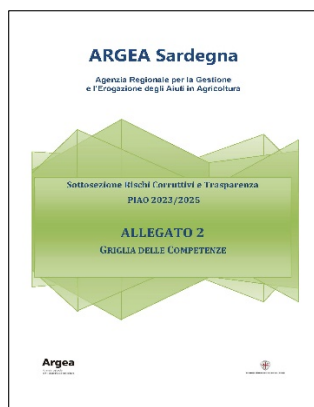 ARGEA Sardegna
Agenzia Regionale per la Gestione
e l'Erogazione degli Aiuti in Agricoltura
Sottosezione Rischi Corruttivi e Trasparenza
PIAO 2023/2025
ALLEGATO 2
GRIGLIA DELLE COMPETENZE
Argea